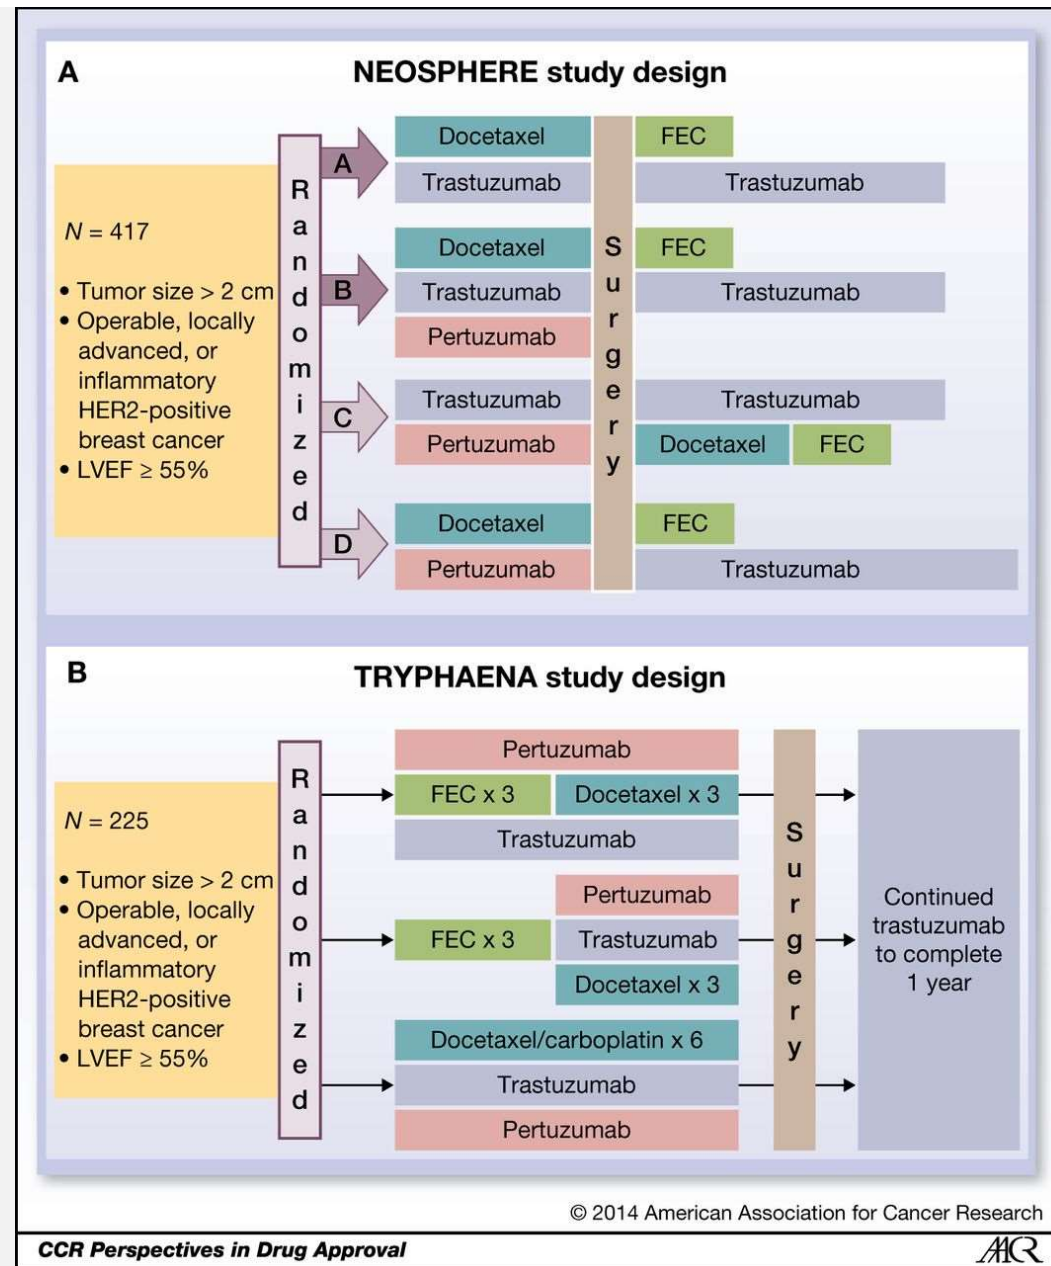 A
NEOSPHERE study design
N = 417
• Tumor size > 2 cm
• Operable, locally
advanced, or
inflammatory
HER2-positive
breast cancer
• LVEF ≥ 55%
Randomized
A
Docetaxel
FEC
Trastuzumab
Trastuzumab
B
Docetaxel
FEC
Trastuzumab
Trastuzumab
Pertuzumab
C
Trastuzumab
Trastuzumab
Pertuzumab
Docetaxel
FEC
D
Docetaxel
FEC
Pertuzumab
Trastuzumab
Surgery
B
TRYPHAENA study design
N = 225
• Tumor size > 2 cm
• Operable, locally
advanced, or
inflammatory
HER2-positive
breast cancer
• LVEF ≥ 55%
Randomized
Pertuzumab
FEC x 3
Docetaxel x 3
Trastuzumab
Pertuzumab
FEC x 3
Trastuzumab
Docetaxel x 3
Docetaxel/carboplatin x 6
Trastuzumab
Pertuzumab
Surgery
Continued
trastuzumab
to complete
1 year
© 2014 American Association for Cancer Research
CCR Perspectives in Drug Approval
AACR